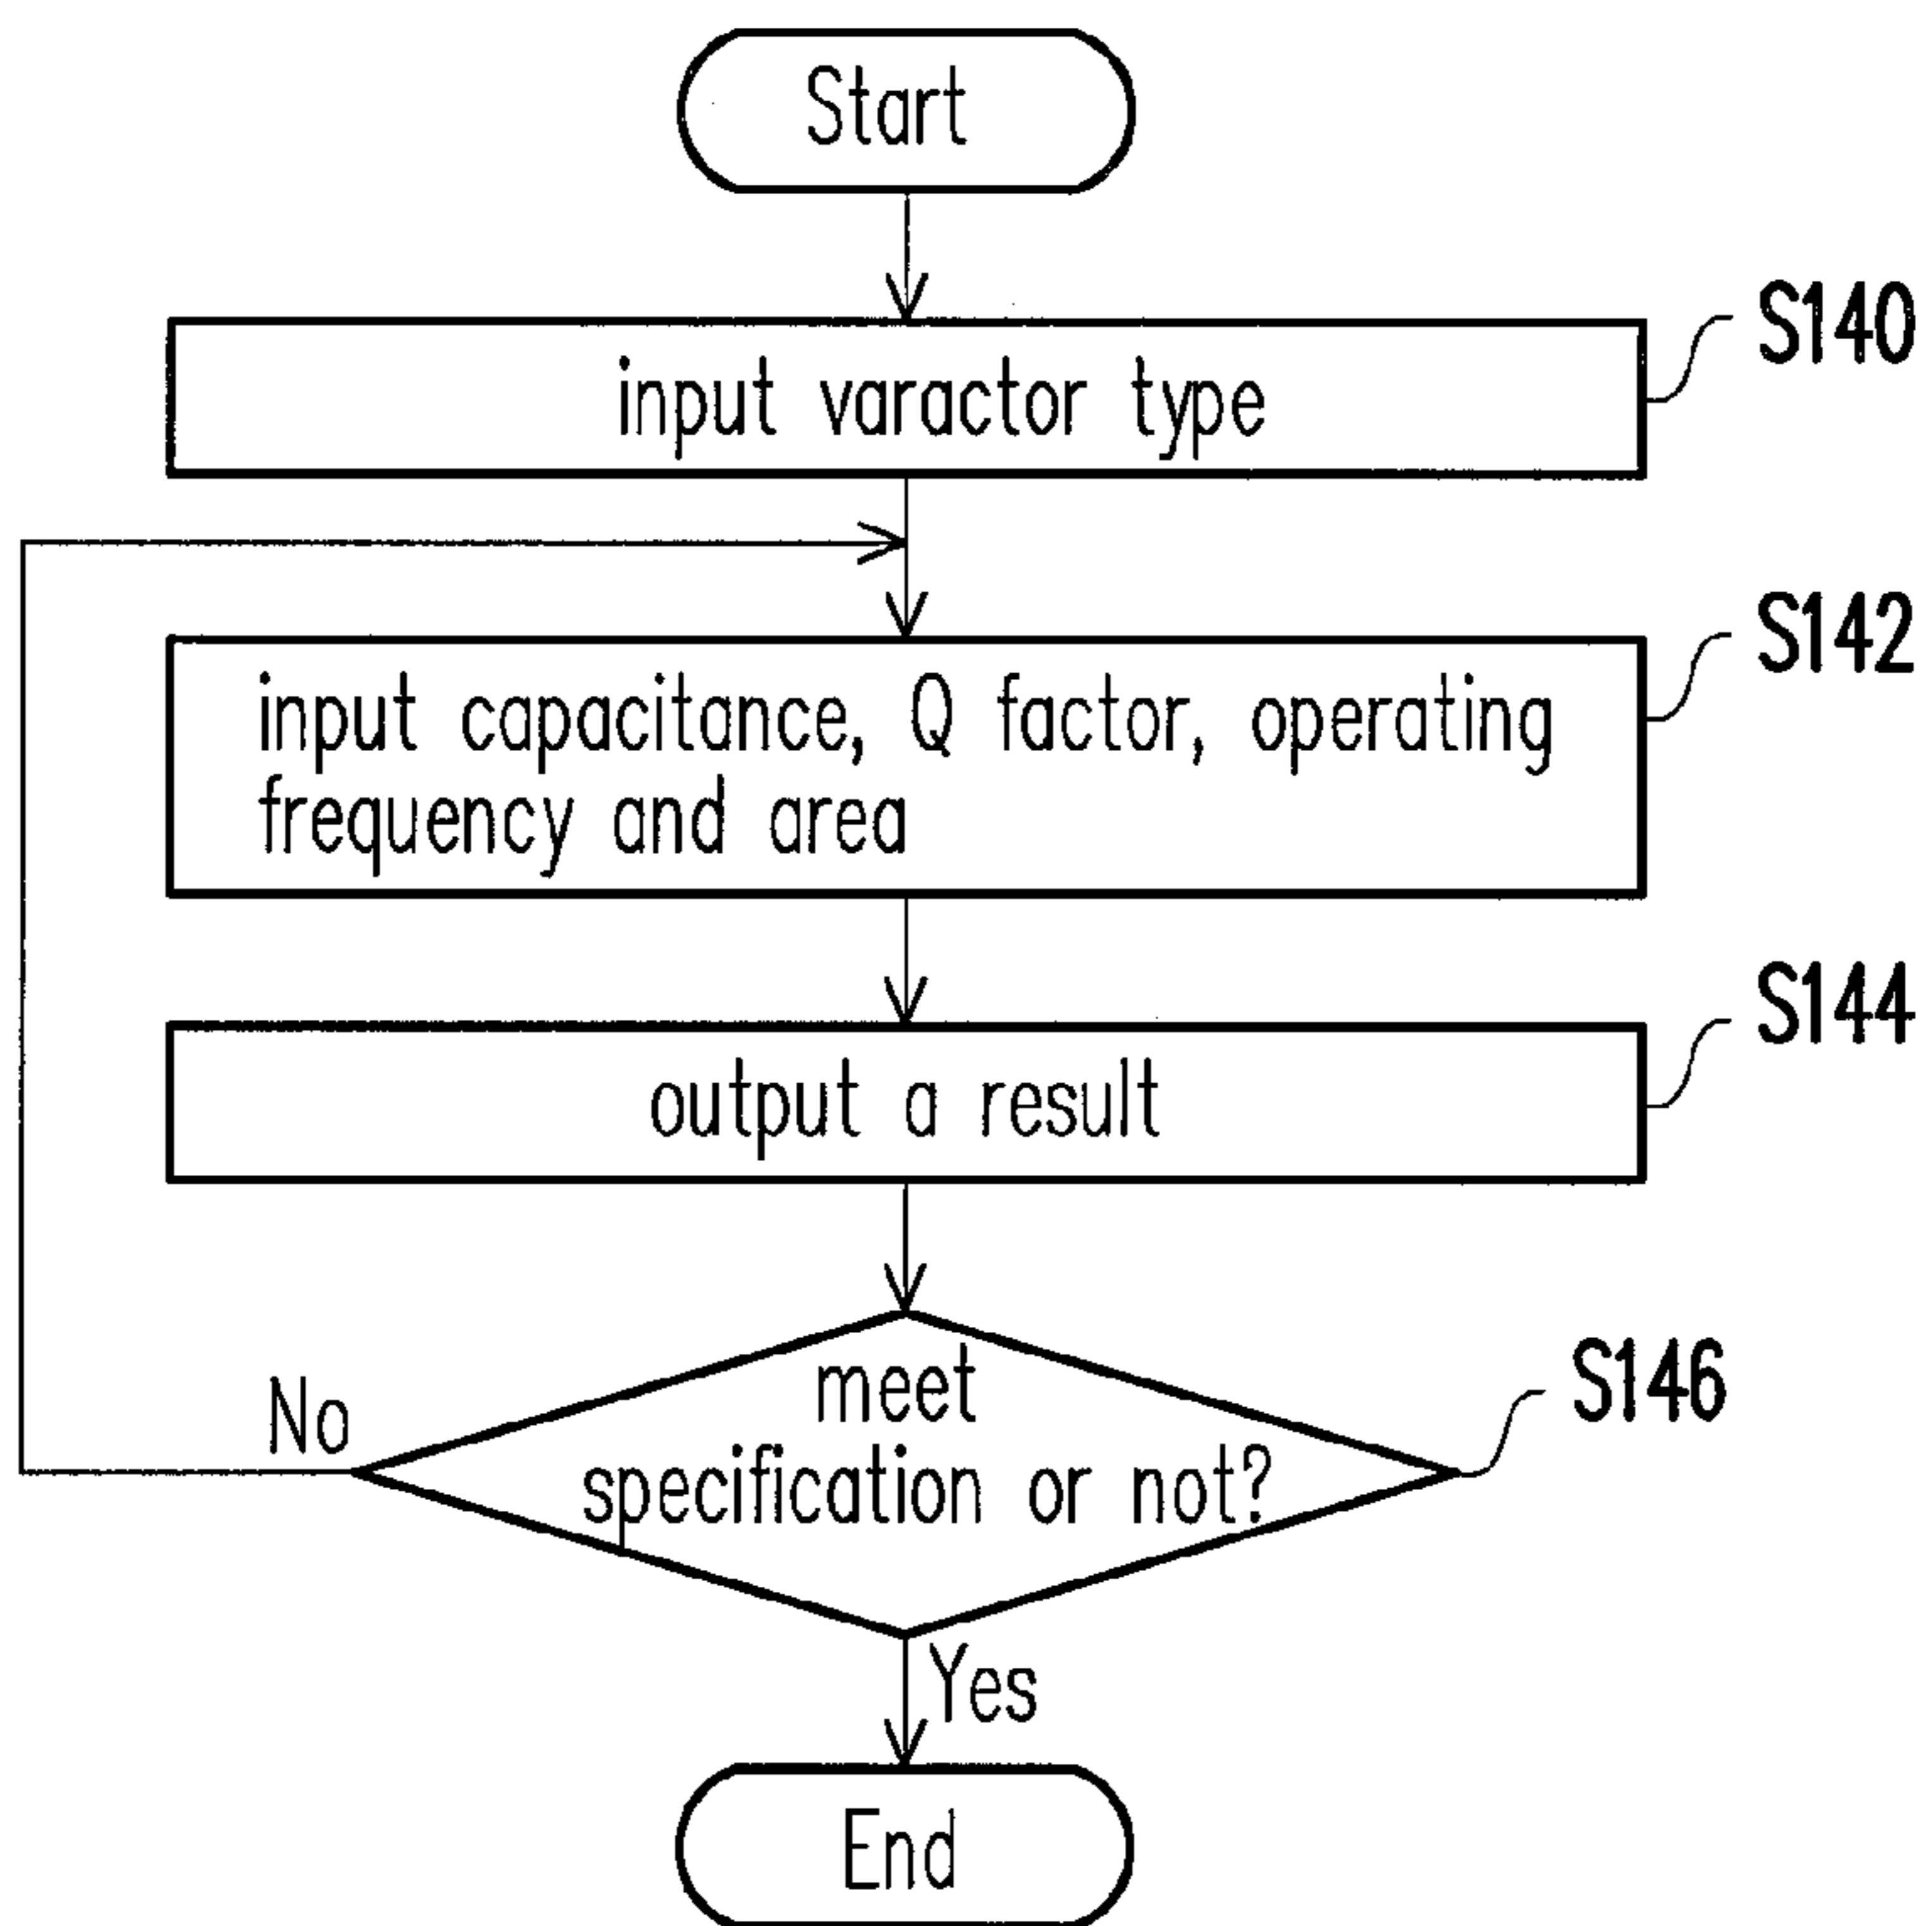 Start
S140
input varactor type
S142
input capacitance, Q factor, operating
frequency and area
S144
output a result
S146
meet
specification or not?
No
Yes
End